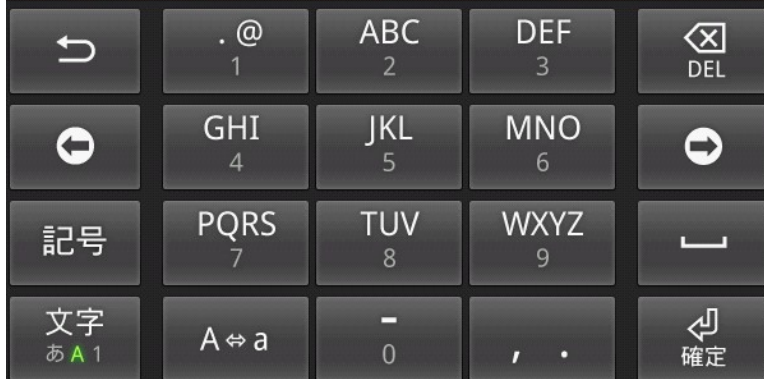 . @ ABC DEF
1 2 3 DEL
GHI JKL MNO
4 5 6
記号 PQRS TUV WXYZ
7 8 9
文字 A⇔a - , .
あ A 1 0 確定